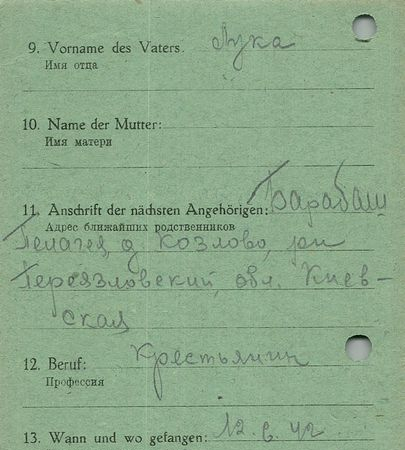 9. Vorname des Vaters. Лука
Имя отца
10. Name der Mutter:
Имя матери
11. Anschrift der nächsten Angehörigen: Барабаш
Адрес ближайших родственников
Пелагея, д Козлово, рн
Переязловский, обл. Киев-
ская
12. Beruf: Крестьянин
Профессия
13. Wann und wo gefangen: 12. 6. 42